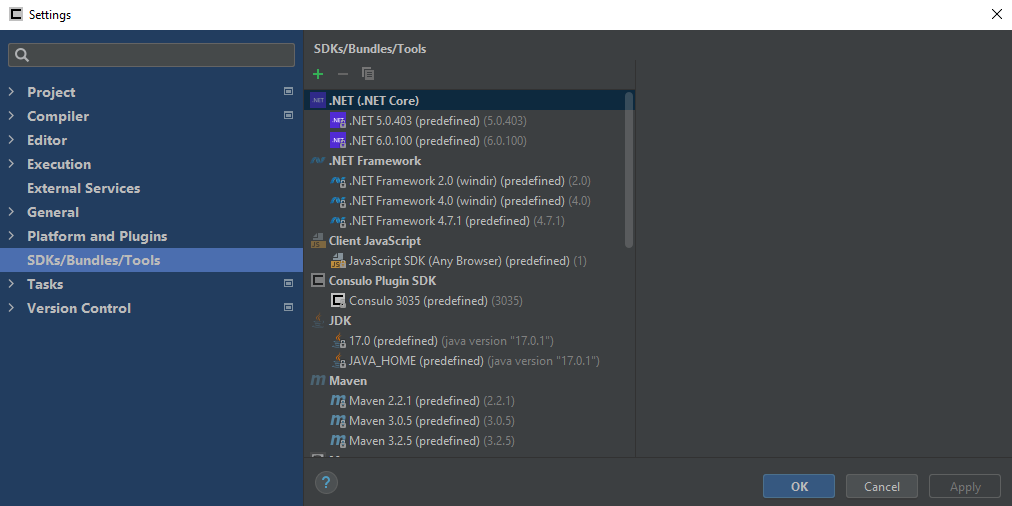 Settings
SDKs/Bundles/Tools
Project
Compiler
Editor
Execution
External Services
General
Platform and Plugins
SDKs/Bundles/Tools
Tasks
Version Control
.NET (.NET Core)
.NET 5.0.403 (predefined) (5.0.403)
.NET 6.0.100 (predefined) (6.0.100)
.NET Framework
.NET Framework 2.0 (windir) (predefined) (2.0)
.NET Framework 4.0 (windir) (predefined) (4.0)
.NET Framework 4.7.1 (predefined) (4.7.1)
Client JavaScript
JavaScript SDK (Any Browser) (predefined) (1)
Consulo Plugin SDK
Consulo 3035 (predefined) (3035)
JDK
17.0 (predefined) (java version "17.0.1")
JAVA_HOME (predefined) (java version "17.0.1")
Maven
Maven 2.2.1 (predefined) (2.2.1)
Maven 3.0.5 (predefined) (3.0.5)
Maven 3.2.5 (predefined) (3.2.5)
?
OK
Cancel
Apply